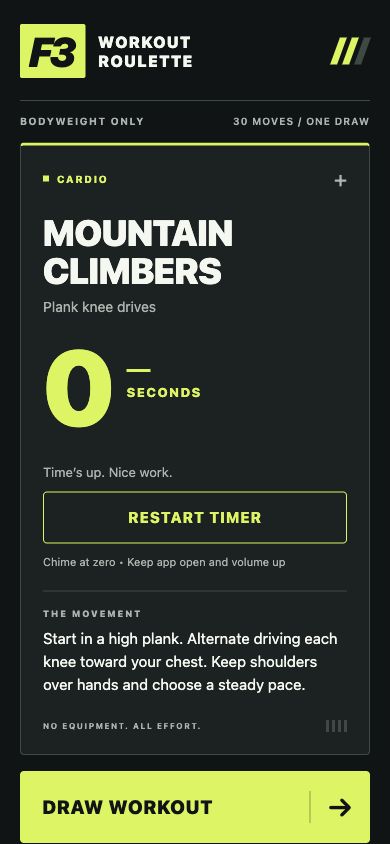 F3
WORKOUT
ROULETTE
BODYWEIGHT ONLY
30 MOVES / ONE DRAW
CARDIO
+
MOUNTAIN
CLIMBERS
Plank knee drives
0
SECONDS
Time’s up. Nice work.
RESTART TIMER
Chime at zero • Keep app open and volume up
THE MOVEMENT
Start in a high plank. Alternate driving each
knee toward your chest. Keep shoulders
over hands and choose a steady pace.
NO EQUIPMENT. ALL EFFORT.
DRAW WORKOUT →